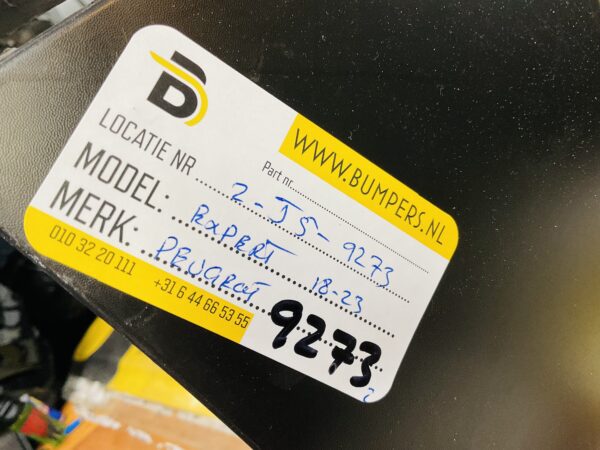 B
WWW.BUMPERS.NL
Part nr.
LOCATIE NR 2-J5-9273
MODEL: EXPERT 18-23
MERK: PEUGEOT
010 32 20 111
+31 6 44 66 53 55
9273